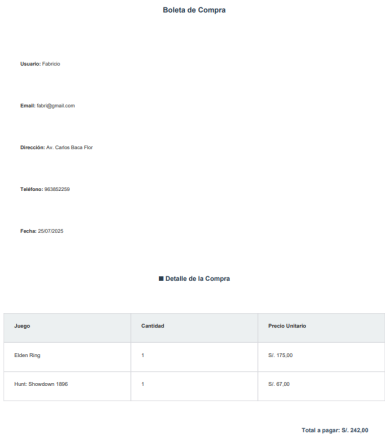 Boleta de Compra
Usuario: Fabricio
Email: fabri@gmail.com
Dirección: Av. Carlos Baca Flor
Teléfono: 963852259
Fecha: 25/07/2025
■ Detalle de la Compra
Juego Cantidad Precio Unitario
Elden Ring 1 S/. 175,00
Hunt: Showdown 1896 1 S/. 67,00
Total a pagar: S/. 242,00